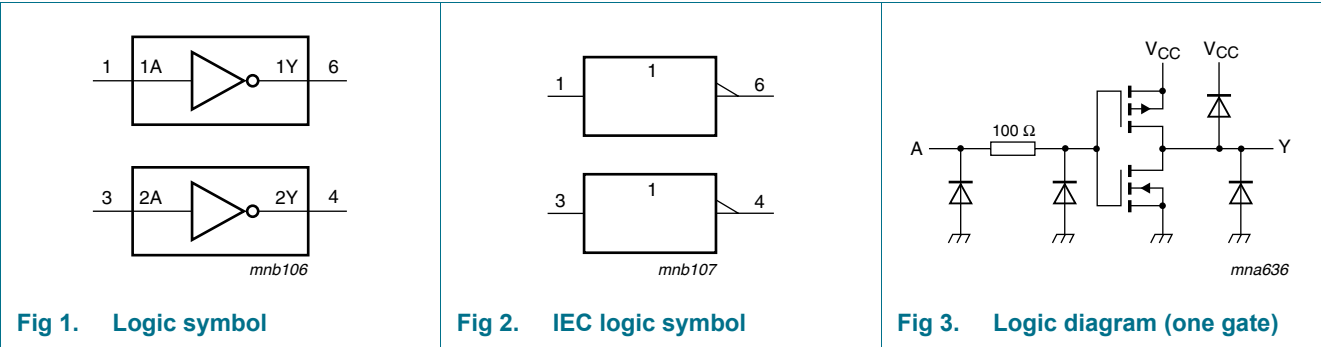 1 1A 1Y 6
3 2A 2Y 4
mnb106
Fig 1. Logic symbol
1 1 6
3 1 4
mnb107
Fig 2. IEC logic symbol
VCC VCC
100 Ω
A Y
mna636
Fig 3. Logic diagram (one gate)